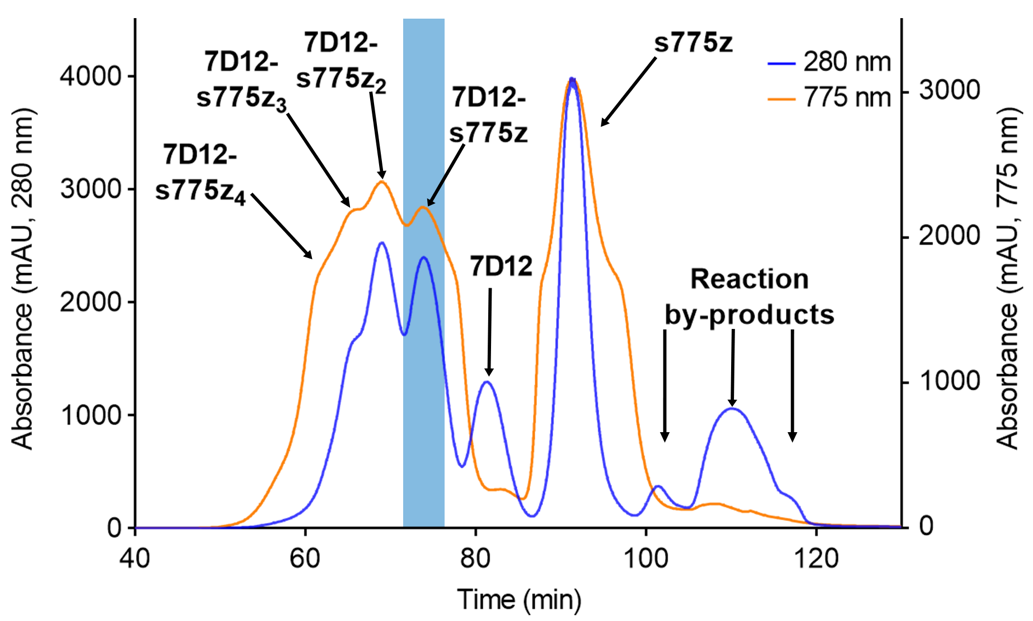 7D12-
s775z4
7D12-
s775z3
7D12-
s775z2
7D12-
s775z
7D12
s775z
280 nm
775 nm
Reaction
by-products
Absorbance (mAU, 280 nm)
4000
3000
2000
1000
0
Absorbance (mAU, 775 nm)
3000
2000
1000
0
40 60 80 100 120
Time (min)